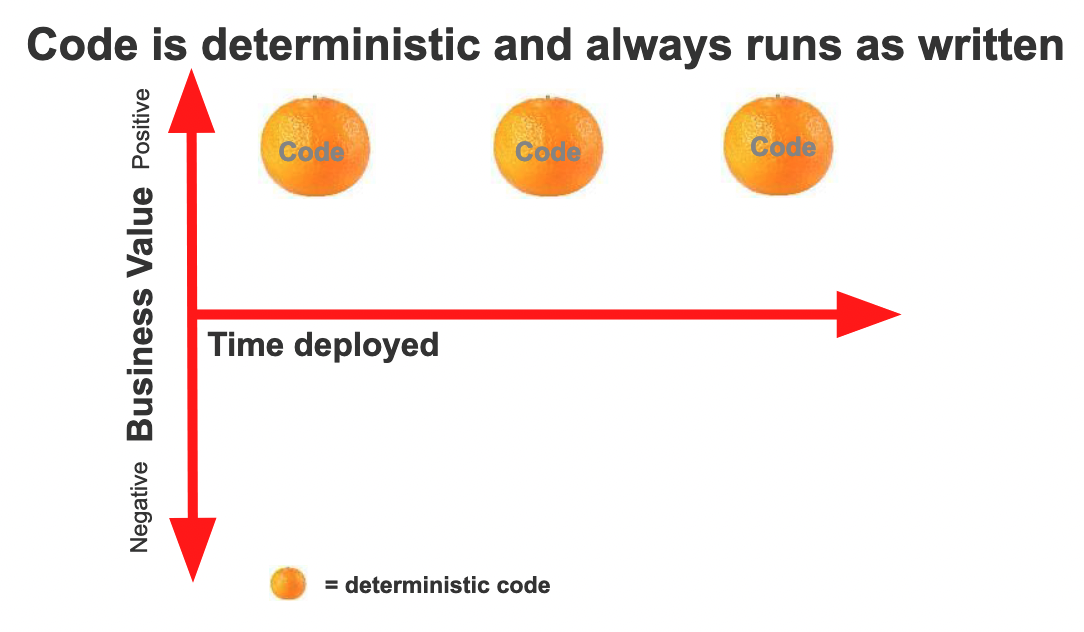 Code is deterministic and always runs as written
Positive
Code
Code
Code
Business Value
Time deployed
Negative
= deterministic code